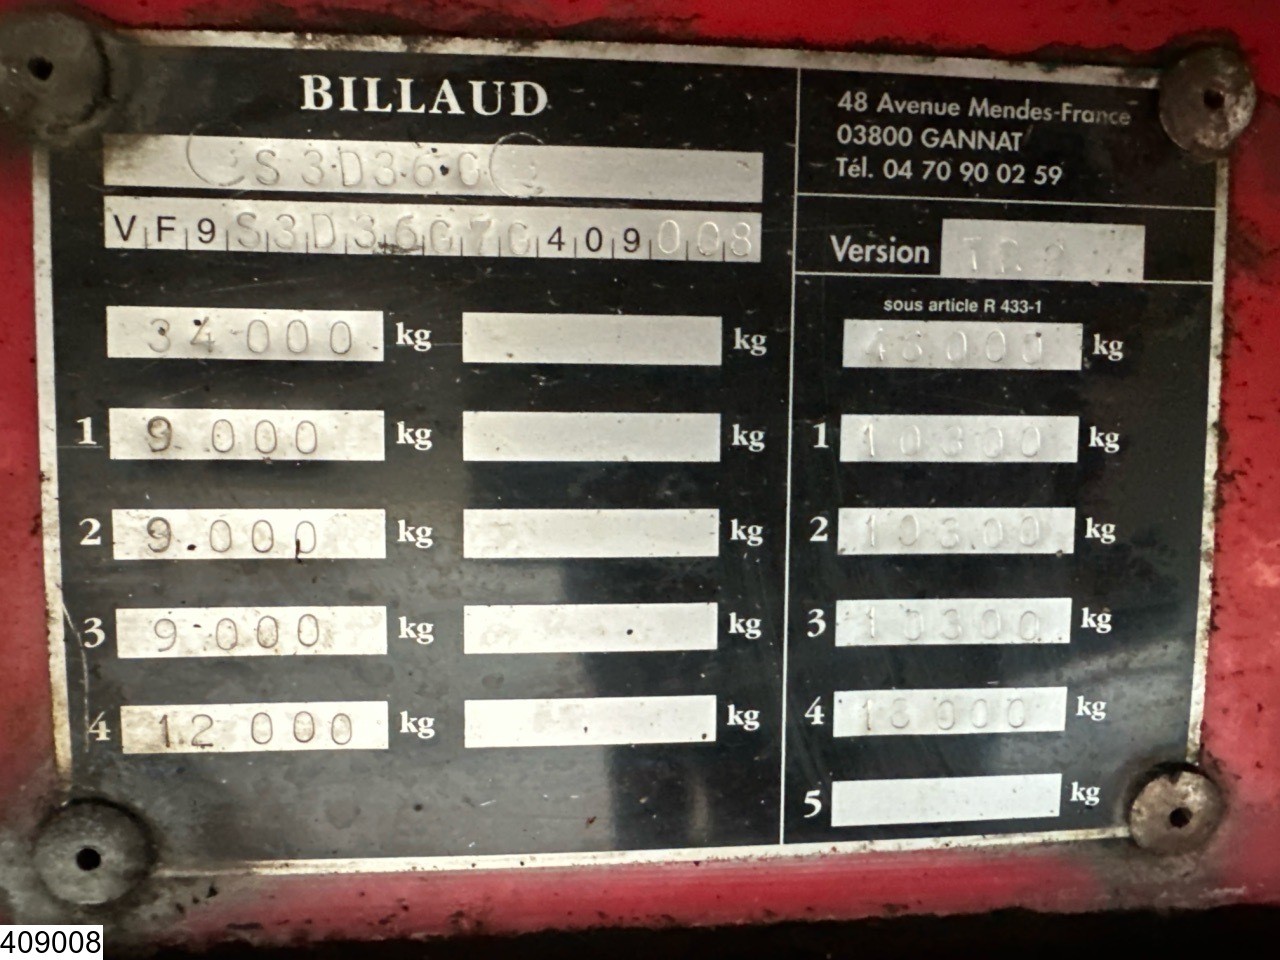 BILLAUD
S3D36C
VF9S3D36C7C409008
34 000 kg kg
1 9.000 kg kg
2 9.000 kg kg
3 9.000 kg kg
4 12 000 kg kg
48 Avenue Mendes-France
03800 GANNAT
Tél. 04 70 90 02 59
Version
sous article R 433-1
48000 kg
1 10300 kg
2 10300 kg
3 10300 kg
4 18000 kg
5 kg
409008